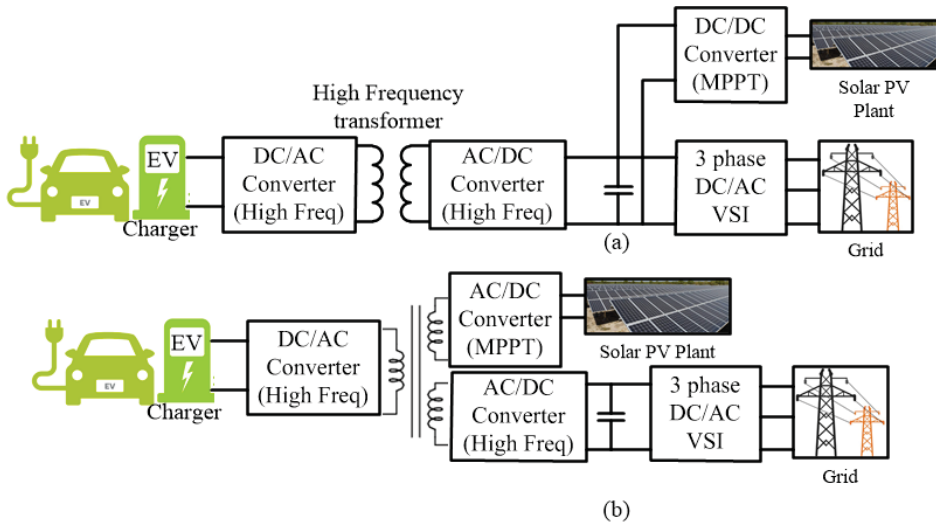 DC/DC
Converter
(MPPT)
Solar PV
Plant
High Frequency
transformer
EV
EV
Charger
DC/AC
Converter
(High Freq)
AC/DC
Converter
(High Freq)
3 phase
DC/AC
VSI
Grid
(a)
AC/DC
Converter
(MPPT)
Solar PV Plant
EV
EV
Charger
DC/AC
Converter
(High Freq)
AC/DC
Converter
(High Freq)
3 phase
DC/AC
VSI
Grid
(b)